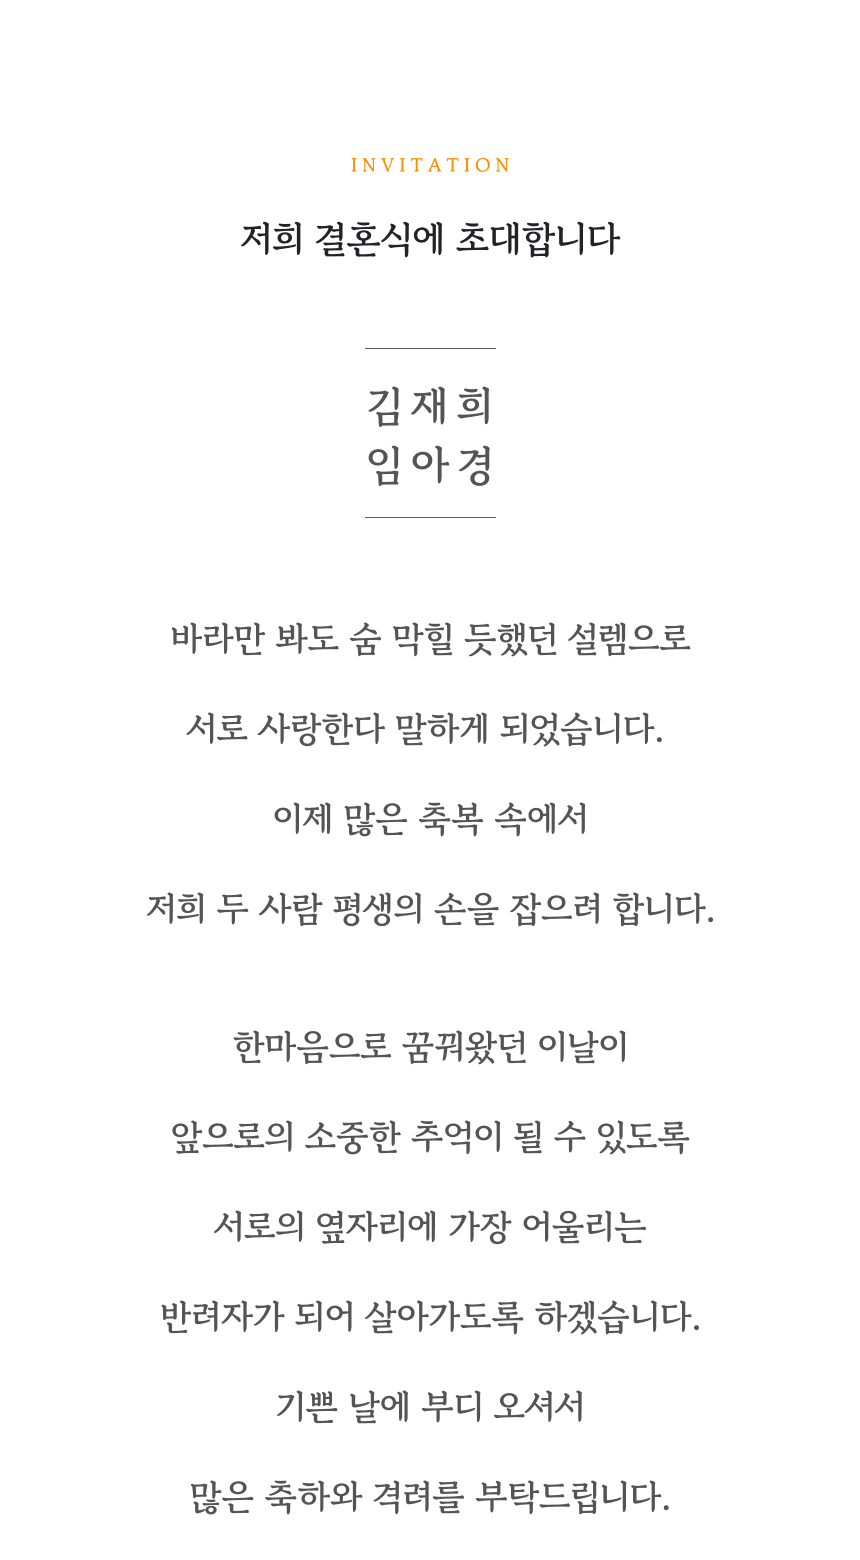 INVITATION
저희 결혼식에 초대합니다
김재희
임아경
바라만 봐도 숨 막힐 듯했던 설렘으로
서로 사랑한다 말하게 되었습니다.
이제 많은 축복 속에서
저희 두 사람 평생의 손을 잡으려 합니다.
한마음으로 꿈꿔왔던 이날이
앞으로의 소중한 추억이 될 수 있도록
서로의 옆자리에 가장 어울리는
반려자가 되어 살아가도록 하겠습니다.
기쁜 날에 부디 오셔서
많은 축하와 격려를 부탁드립니다.